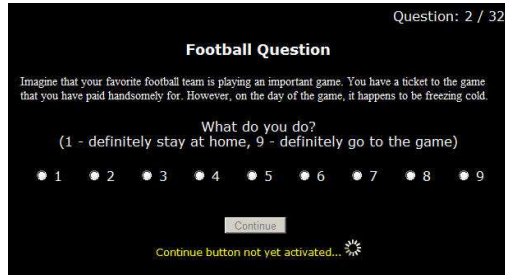 Question: 2 / 32
Football Question
Imagine that your favorite football team is playing an important game. You have a ticket to the game
that you have paid handsomely for. However, on the day of the game, it happens to be freezing cold.
What do you do?
(1 - definitely stay at home, 9 - definitely go to the game)
1 2 3 4 5 6 7 8 9
Continue
Continue button not yet activated...